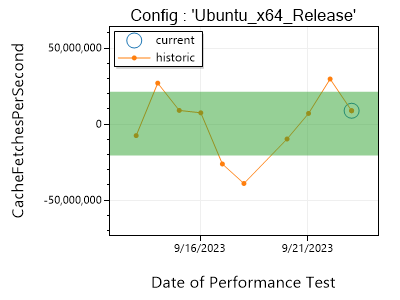 Config : 'Ubuntu_x64_Release'
current
historic
50,000,000
0
-50,000,000
CacheFetchesPerSecond
9/16/2023
9/21/2023
Date of Performance Test